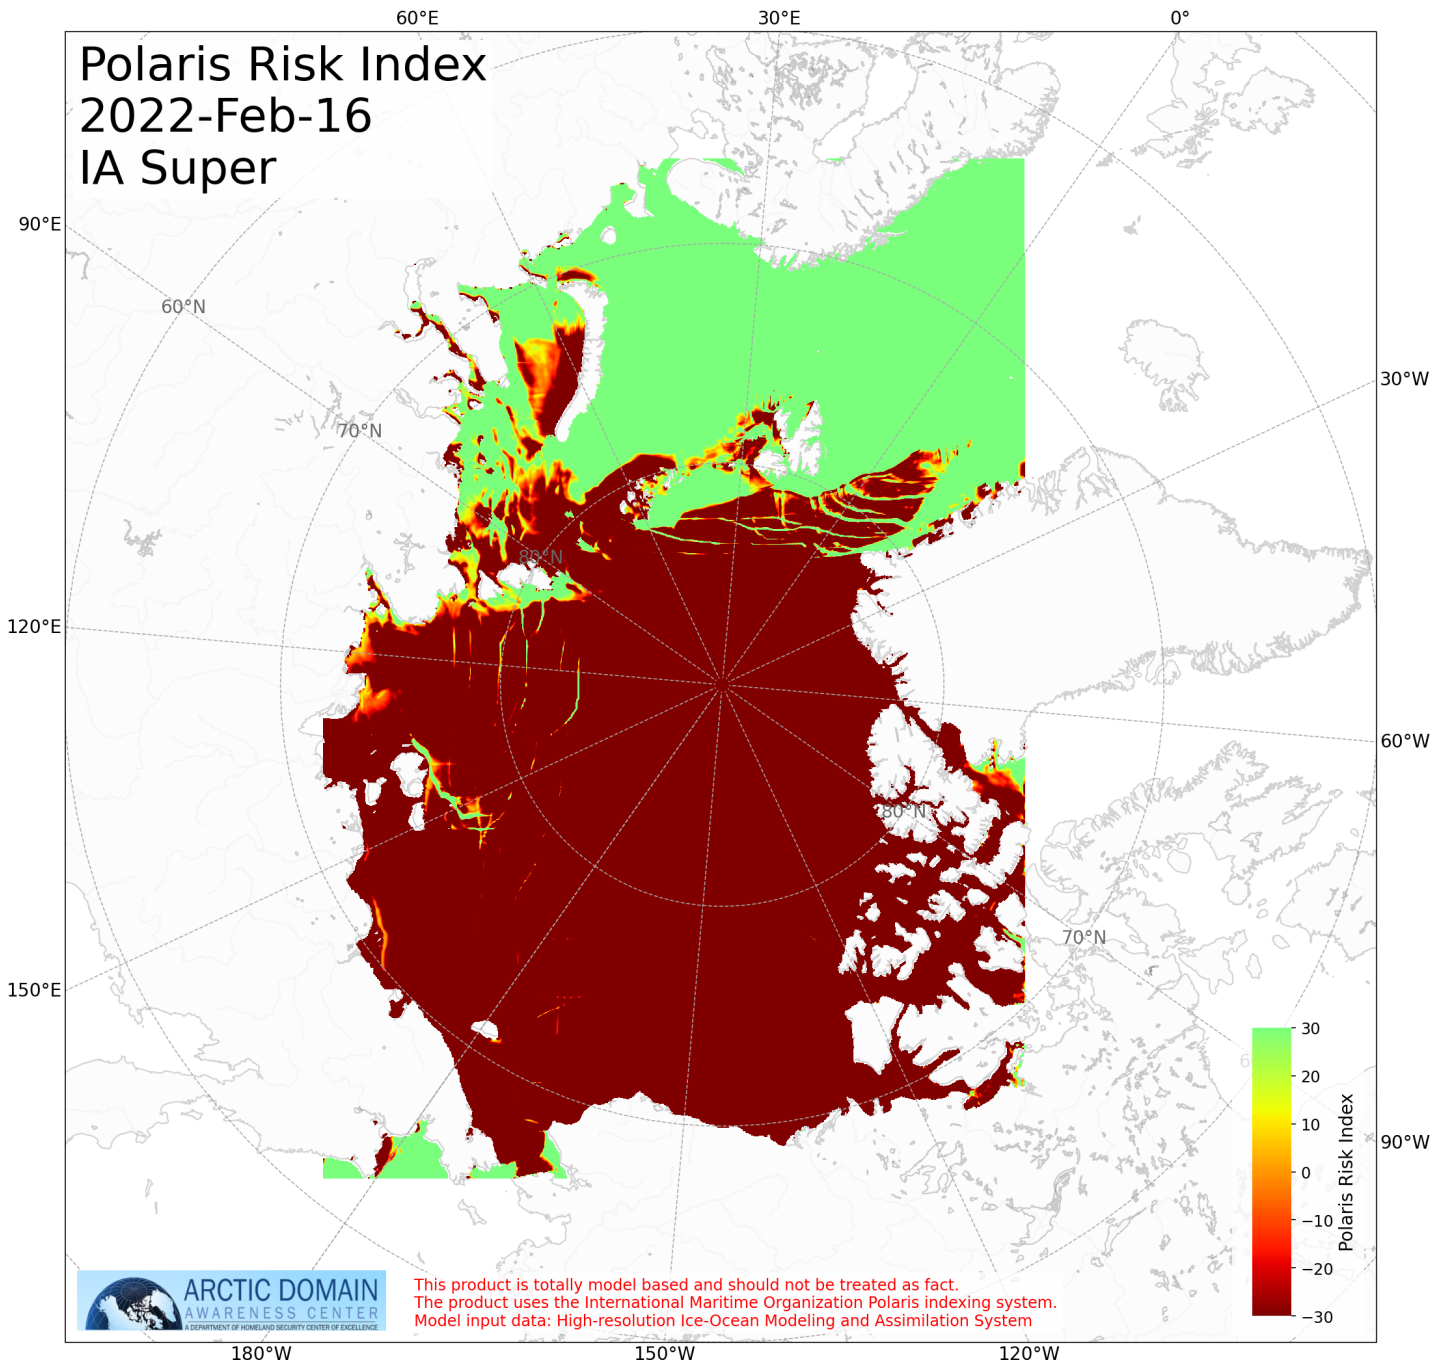 60°E 30°E 0°
Polaris Risk Index
2022-Feb-16
IA Super
90°E
60°N
30°W
70°N
80°N
120°E
60°W
80°N
70°N
150°E
30
20
10
0
−10
−20
−30
Polaris Risk Index
90°W
ARCTIC DOMAIN
AWARENESS CENTER
A DEPARTMENT OF HOMELAND SECURITY CENTER OF EXCELLENCE
This product is totally model based and should not be treated as fact.
The product uses the International Maritime Organization Polaris indexing system.
Model input data: High-resolution Ice-Ocean Modeling and Assimilation System
180°W 150°W 120°W